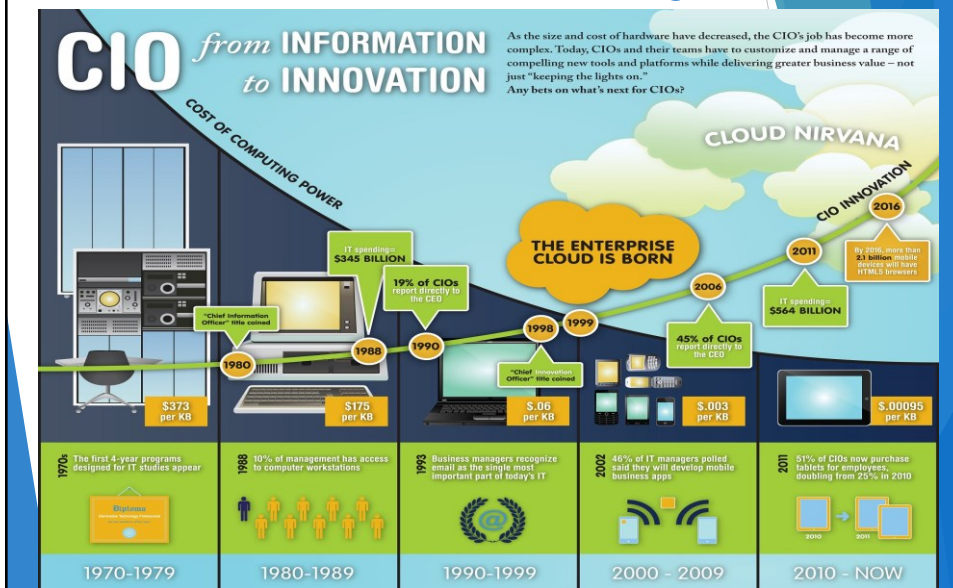 CIO from INFORMATION
to INNOVATION
As the size and cost of hardware have decreased, the CIO's job has become more
complex. Today, CIOs and their teams have to customize and manage a range of
compelling new tools and platforms while delivering greater business value – not
just "keeping the lights on."
Any bets on what's next for CIOs?
COST OF COMPUTING POWER
CLOUD NIRVANA
CIO INNOVATION
THE ENTERPRISE
CLOUD IS BORN
"Chief Information
Officer" title coined
1980
IT spending=
$345 BILLION
1988
19% of CIOs
report directly to
the CEO
1990
1998
"Chief Innovation
Officer" title coined
1999
2006
45% of CIOs
report directly to
the CEO
2011
IT spending=
$564 BILLION
2016
By 2016, more than
2.1 billion mobile
devices will have
HTML5 browsers
$373
per KB
$175
per KB
$.06
per KB
$.003
per KB
$.00095
per KB
1970s
The first 4-year programs
designed for IT studies appear
Diploma
1988
10% of management has access
to computer workstations
1993
Business managers recognize
email as the single most
important part of today's IT
@
2002
46% of IT managers polled
said they will develop mobile
business apps
2011
51% of CIOs now purchase
tablets for employees,
doubling from 25% in 2010
2010
2011
1970-1979
1980-1989
1990-1999
2000 - 2009
2010 - NOW